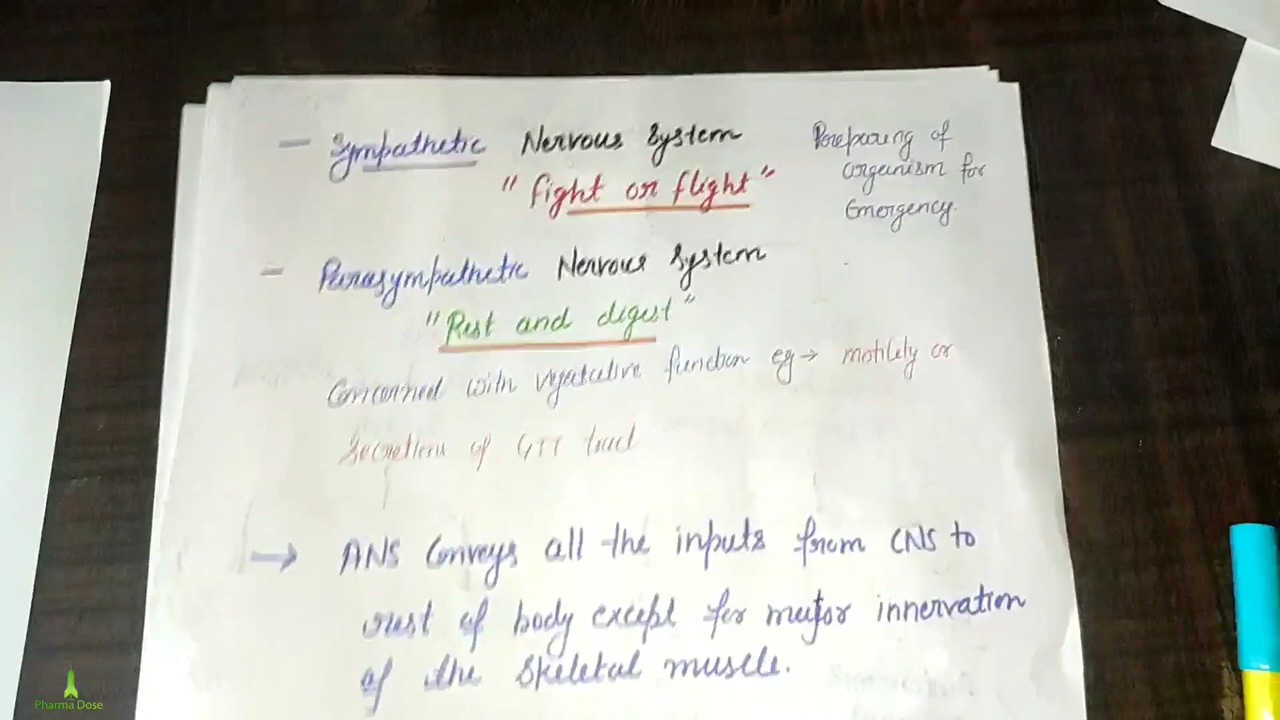 - Sympathetic Nervous System
"fight or flight"
Preparing of
organism for
Emergency.
- Parasympathetic Nervous System
"Rest and digest"
Concerned with vegetative function eg → motility or
Secretions of GIT tract
→ ANS Conveys all the inputs from CNS to
rest of body except for major innervation
of the skeletal muscle.
Pharma Dose